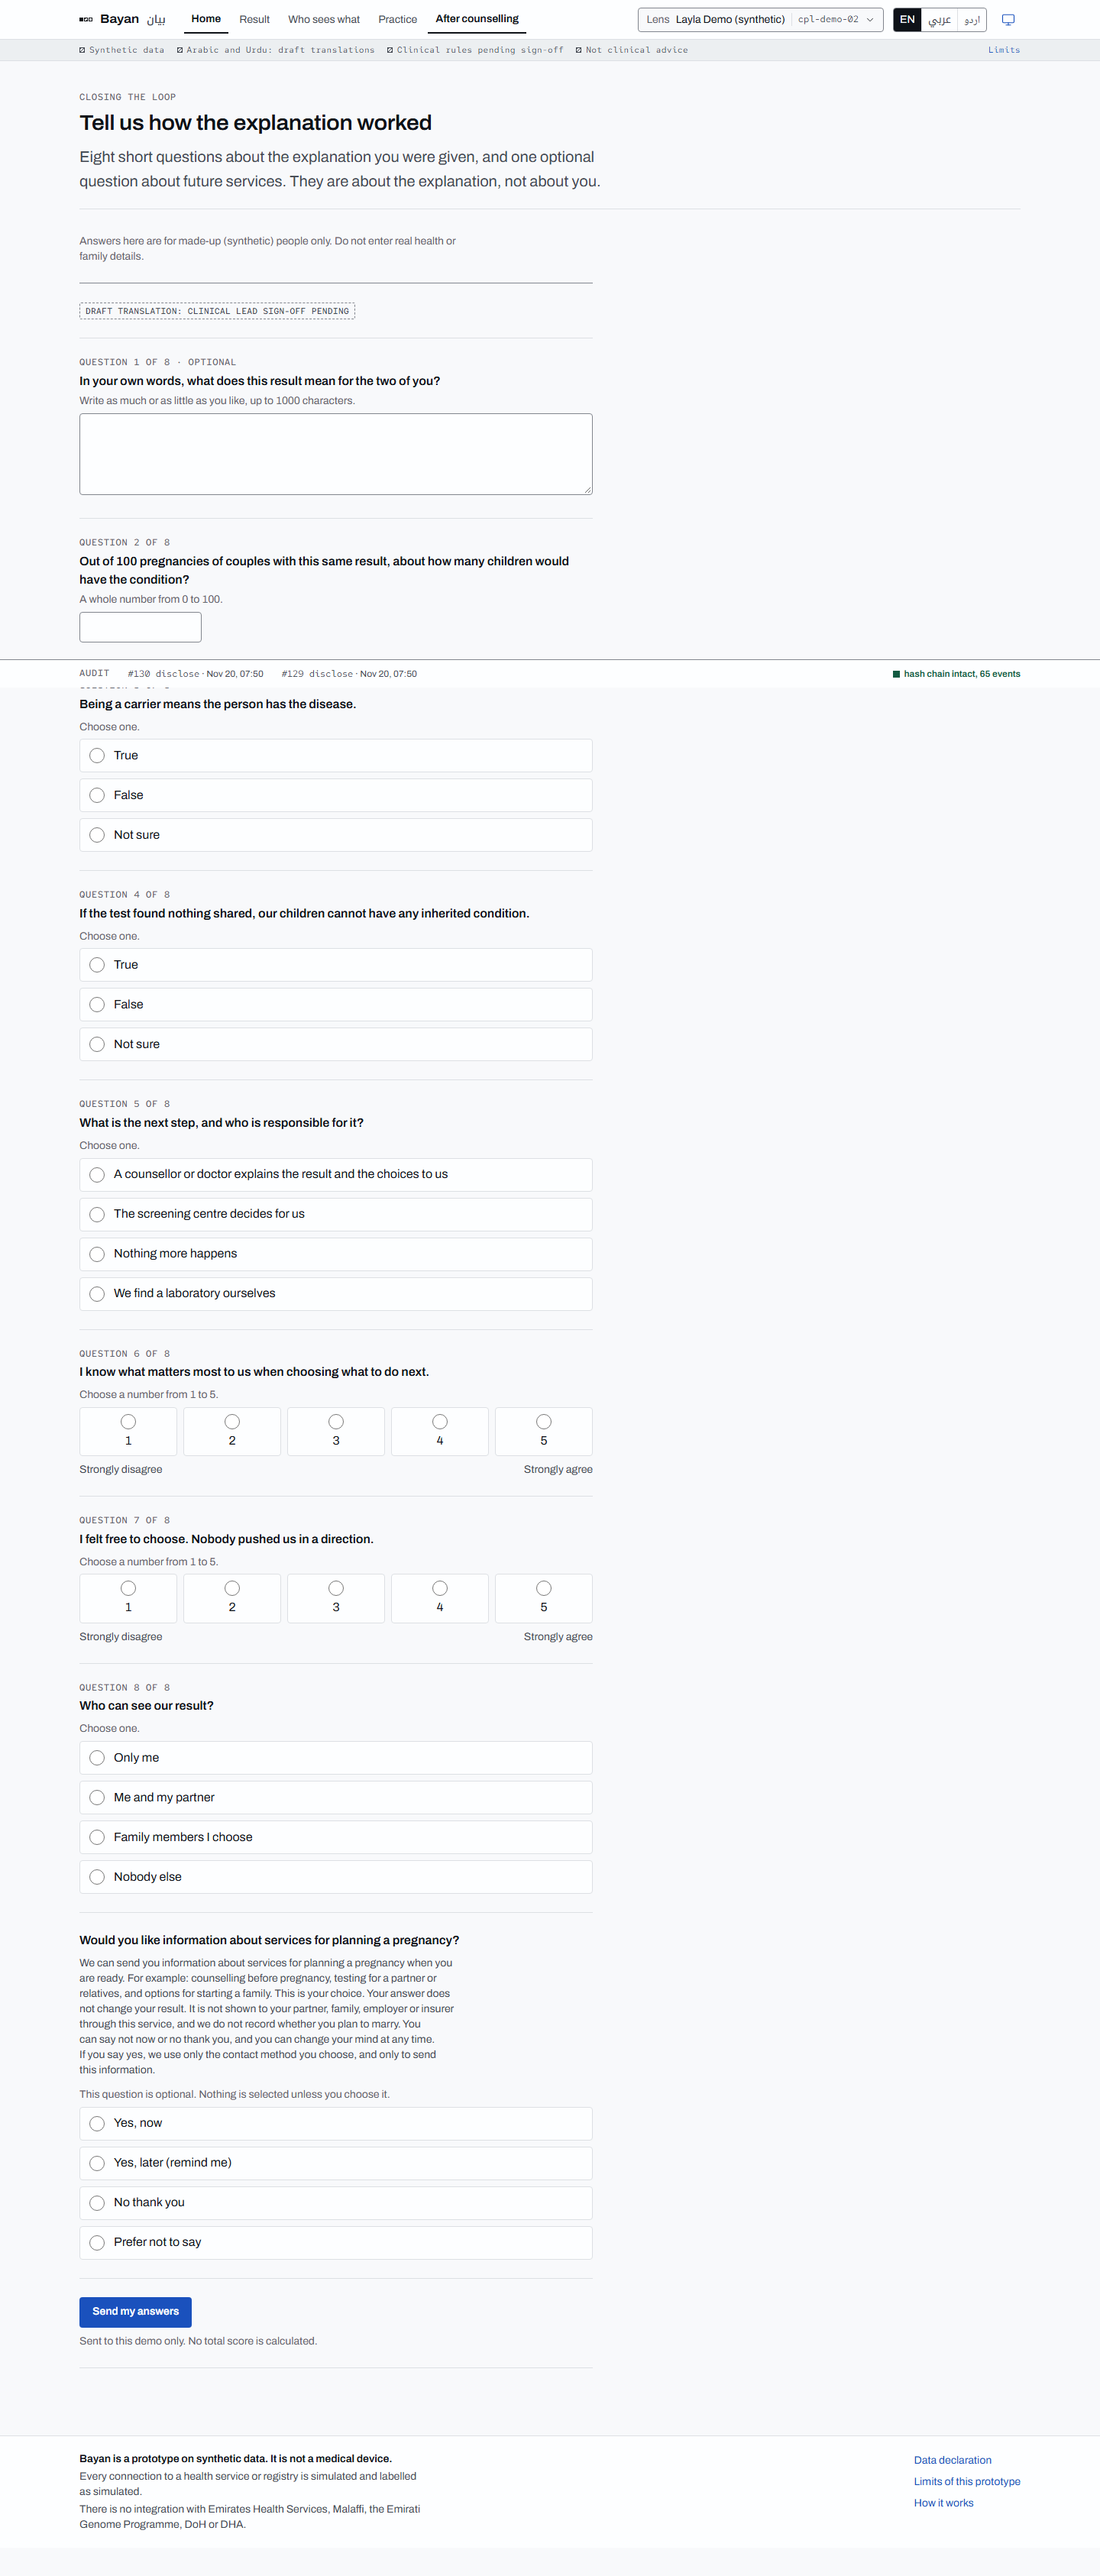 Bayan بيان Home Result Who sees what Practice After counselling Lens Layla Demo (synthetic) cpl-demo-02 EN عربي اردو
Synthetic data Arabic and Urdu: draft translations Clinical rules pending sign-off Not clinical advice Limits
CLOSING THE LOOP
Tell us how the explanation worked
Eight short questions about the explanation you were given, and one optional
question about future services. They are about the explanation, not about you.
Answers here are for made-up (synthetic) people only. Do not enter real health or
family details.
DRAFT TRANSLATION: CLINICAL LEAD SIGN-OFF PENDING
QUESTION 1 OF 8 · OPTIONAL
In your own words, what does this result mean for the two of you?
Write as much or as little as you like, up to 1000 characters.
QUESTION 2 OF 8
Out of 100 pregnancies of couples with this same result, about how many children would
have the condition?
A whole number from 0 to 100.
AUDIT #130 disclose · Nov 20, 07:50 #129 disclose · Nov 20, 07:50 hash chain intact, 65 events
Being a carrier means the person has the disease.
Choose one.
True
False
Not sure
QUESTION 4 OF 8
If the test found nothing shared, our children cannot have any inherited condition.
Choose one.
True
False
Not sure
QUESTION 5 OF 8
What is the next step, and who is responsible for it?
Choose one.
A counsellor or doctor explains the result and the choices to us
The screening centre decides for us
Nothing more happens
We find a laboratory ourselves
QUESTION 6 OF 8
I know what matters most to us when choosing what to do next.
Choose a number from 1 to 5.
1 2 3 4 5
Strongly disagree Strongly agree
QUESTION 7 OF 8
I felt free to choose. Nobody pushed us in a direction.
Choose a number from 1 to 5.
1 2 3 4 5
Strongly disagree Strongly agree
QUESTION 8 OF 8
Who can see our result?
Choose one.
Only me
Me and my partner
Family members I choose
Nobody else
Would you like information about services for planning a pregnancy?
We can send you information about services for planning a pregnancy when you
are ready. For example: counselling before pregnancy, testing for a partner or
relatives, and options for starting a family. This is your choice. Your answer does
not change your result. It is not shown to your partner, family, employer or insurer
through this service, and we do not record whether you plan to marry. You
can say not now or no thank you, and you can change your mind at any time.
If you say yes, we use only the contact method you choose, and only to send
this information.
This question is optional. Nothing is selected unless you choose it.
Yes, now
Yes, later (remind me)
No thank you
Prefer not to say
Send my answers
Sent to this demo only. No total score is calculated.
Bayan is a prototype on synthetic data. It is not a medical device.
Every connection to a health service or registry is simulated and labelled
as simulated.
There is no integration with Emirates Health Services, Malaffi, the Emirati
Genome Programme, DoH or DHA.
Data declaration
Limits of this prototype
How it works